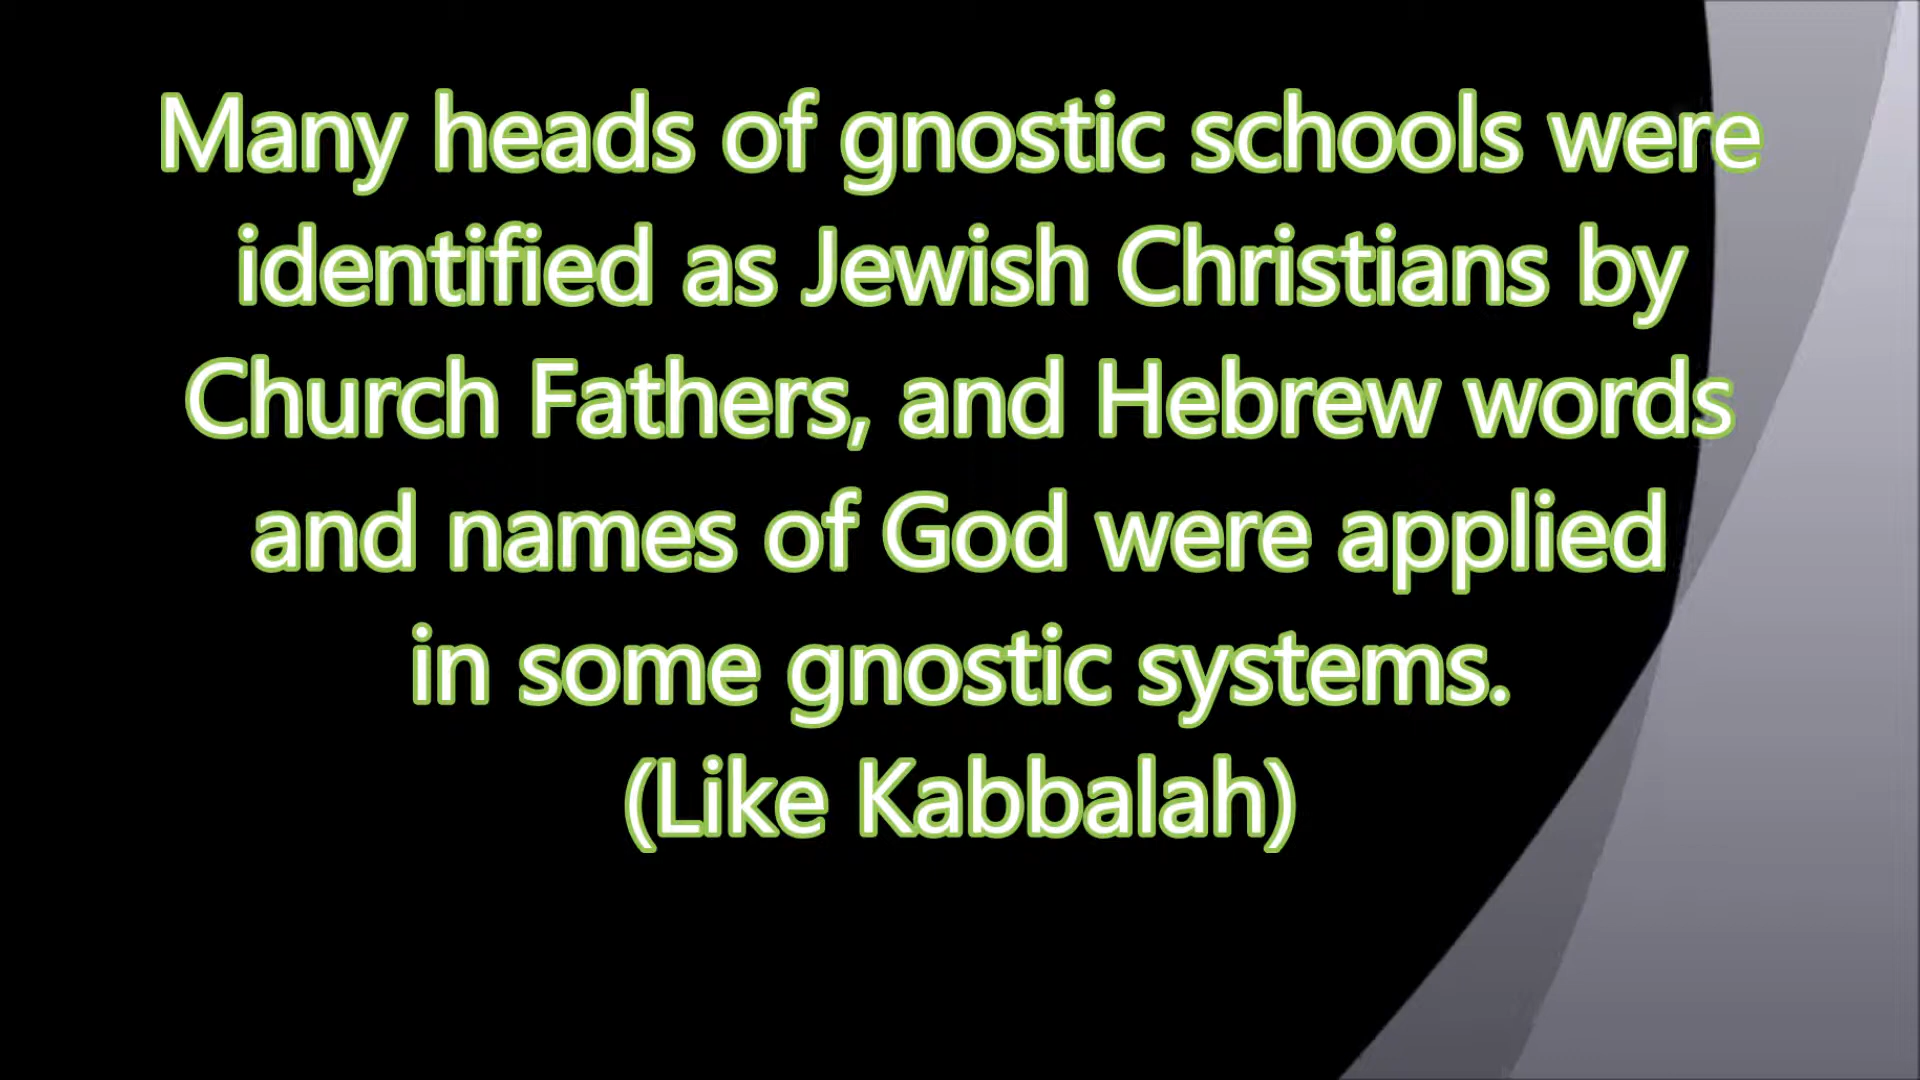 Many heads of gnostic schools were
identified as Jewish Christians by
Church Fathers, and Hebrew words
and names of God were applied
in some gnostic systems.
(Like Kabbalah)